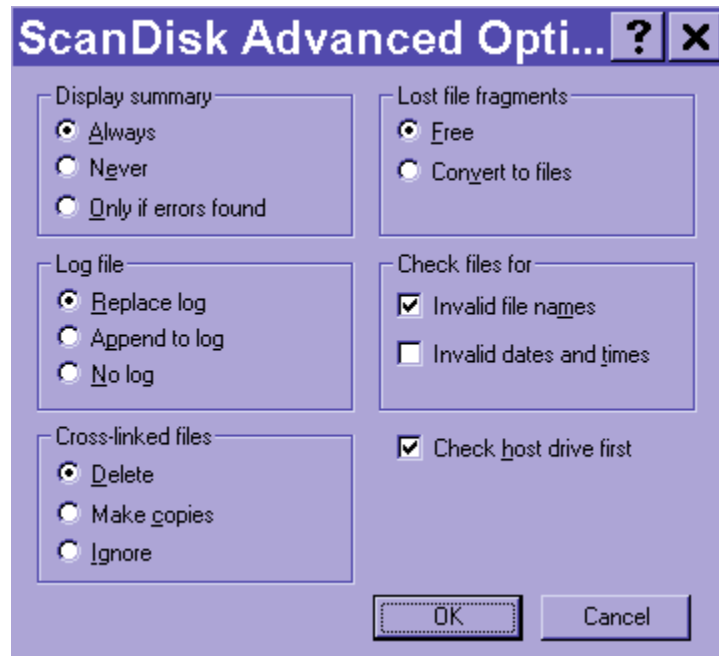 ScanDisk Advanced Opti...
Display summary
Always
Never
Only if errors found
Lost file fragments
Free
Convert to files
Log file
Replace log
Append to log
No log
Check files for
Invalid file names
Invalid dates and times
Cross-linked files
Delete
Make copies
Ignore
Check host drive first
OK
Cancel